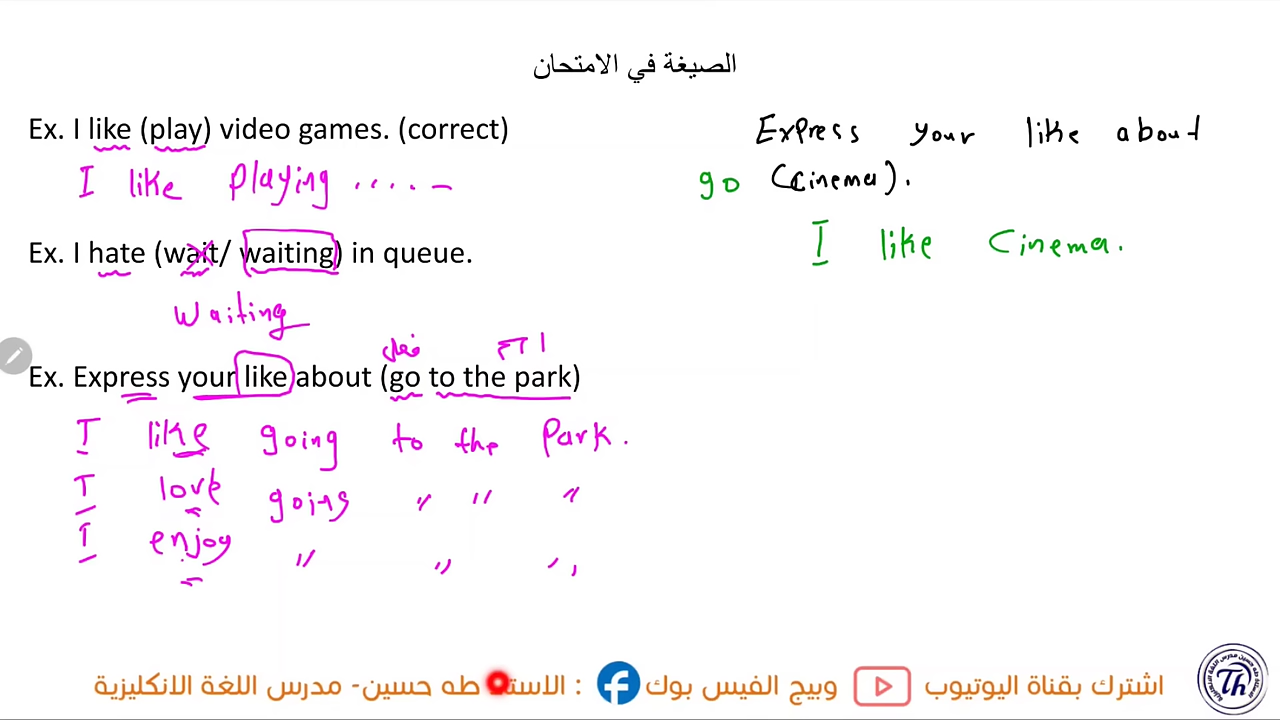 الصيغة في الامتحان
Ex. I like (play) video games. (correct)
I like playing .....
Ex. I hate (wait/ waiting) in queue.
waiting
فعل
Ex. Express your like about (go to the park)
I like going to the Park.
I love going " " "
I enjoy " " "
Express your like about
go (cinema).
I like Cinema.
اشترك بقناة اليوتيوب وبيج الفيس بوك : طه حسين- مدرس اللغة الانكليزية
Th